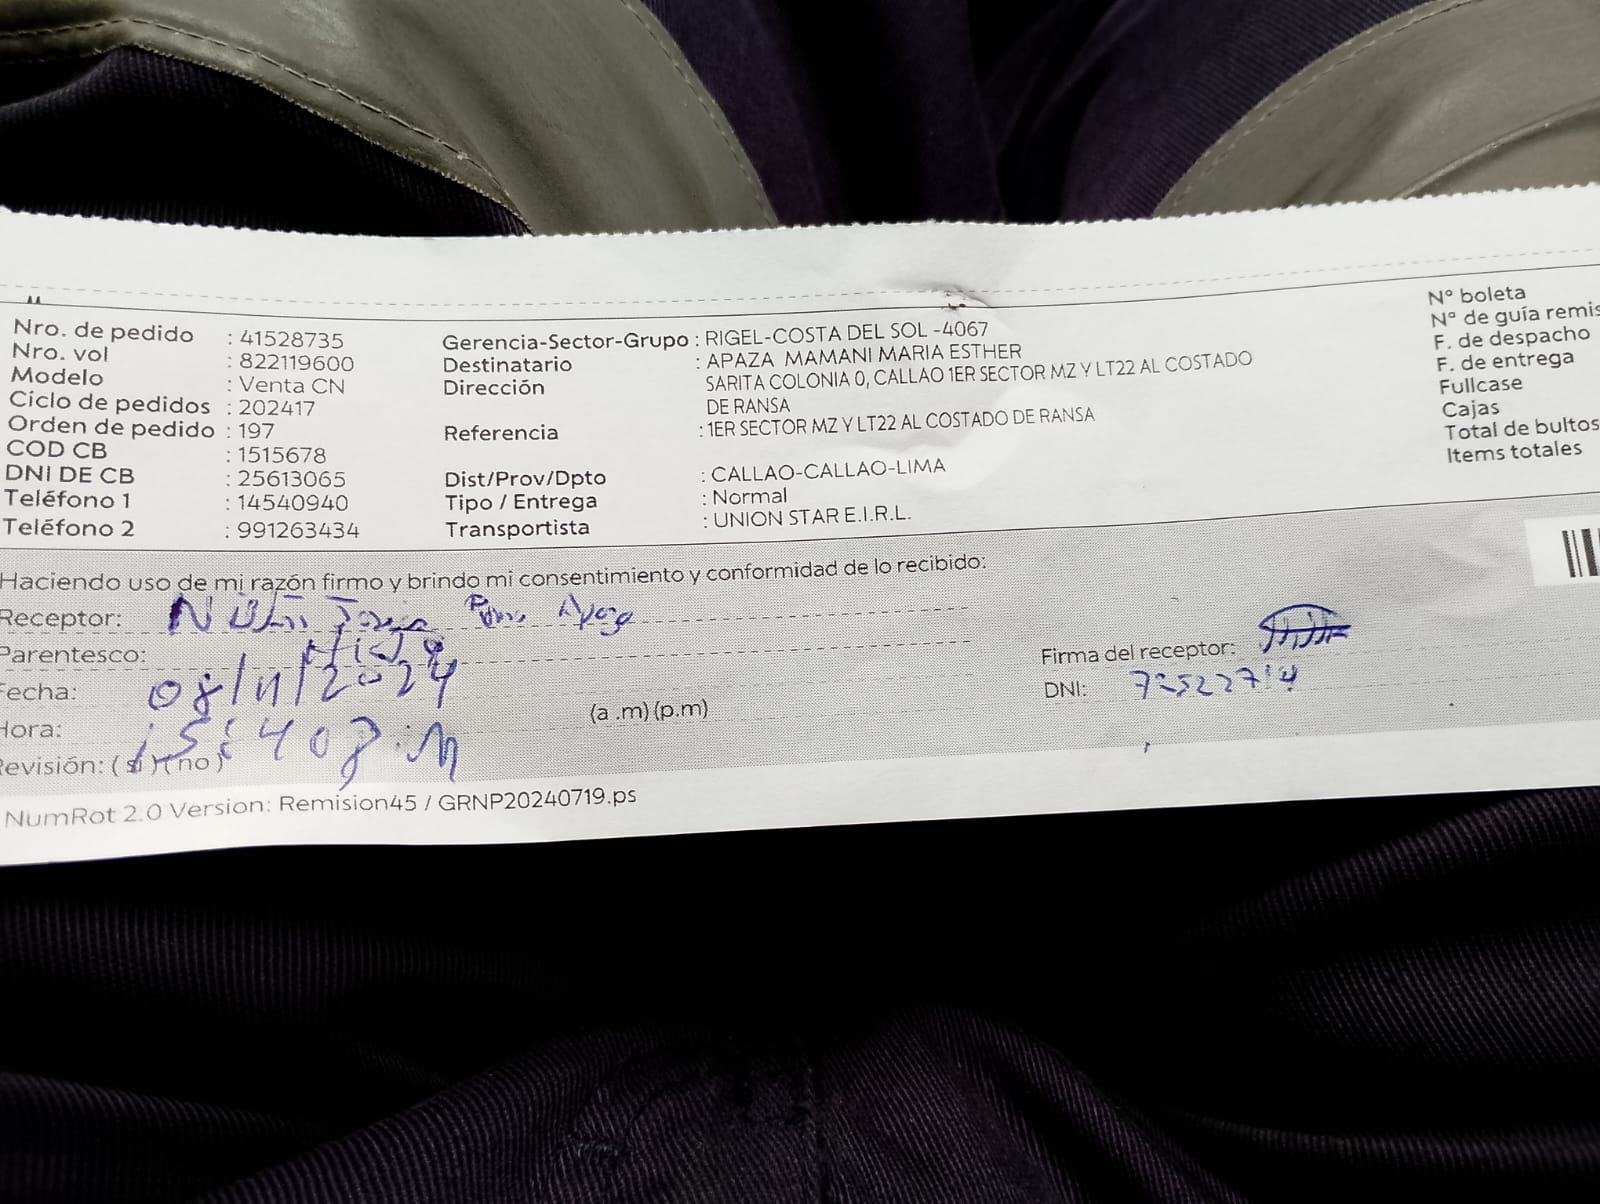 Nro. de pedido : 41528735
Nro. vol : 822119600
Modelo : Venta CN
Ciclo de pedidos : 202417
Orden de pedido : 197
COD CB : 1515678
DNI DE CB : 25613065
Teléfono 1 : 14540940
Teléfono 2 : 991263434
Gerencia-Sector-Grupo : RIGEL-COSTA DEL SOL -4067
Destinatario : APAZA MAMANI MARIA ESTHER
Dirección SARITA COLONIA 0, CALLAO 1ER SECTOR MZ Y LT22 AL COSTADO
DE RANSA
Referencia : 1ER SECTOR MZ Y LT22 AL COSTADO DE RANSA
Dist/Prov/Dpto : CALLAO-CALLAO-LIMA
Tipo / Entrega : Normal
Transportista : UNION STAR E.I.R.L.
N° boleta
N° de guía remis
F. de despacho
F. de entrega
Fullcase
Cajas
Total de bultos
Items totales
Haciendo uso de mi razón firmo y brindo mi consentimiento y conformidad de lo recibido:
Receptor:
Parentesco: Hija
Fecha: 08/11/2024
Hora: (a .m) (p.m)
Revisión: ( si ) ( no )
Firma del receptor:
DNI:
NumRot 2.0 Version: Remision45 / GRNP20240719.ps